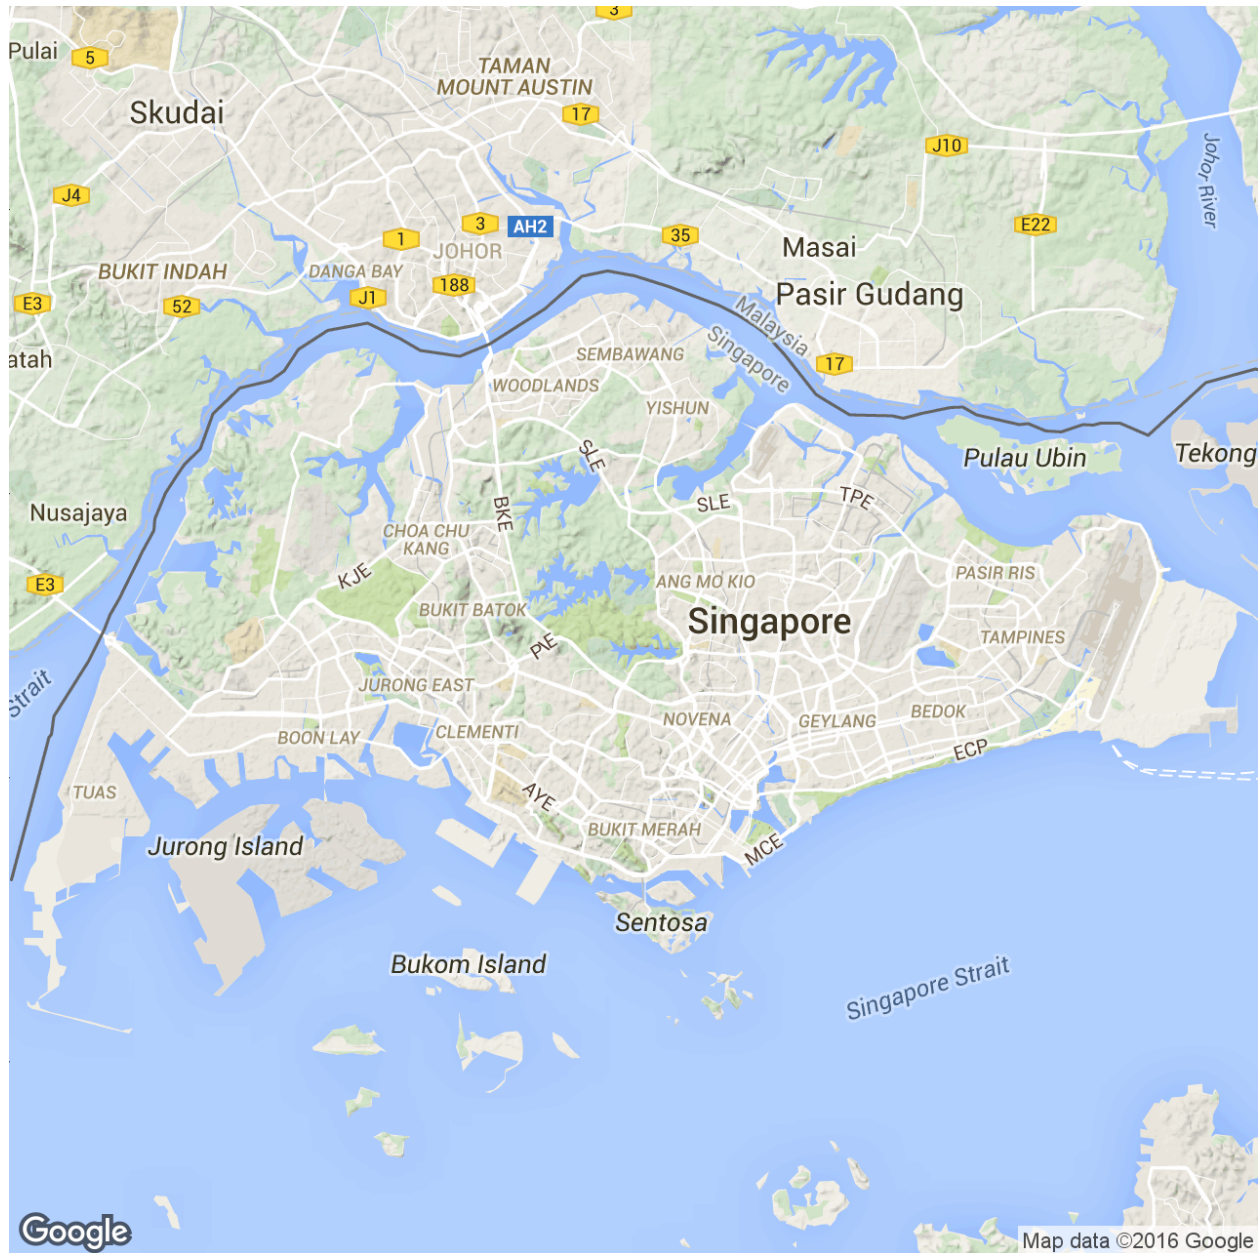 3
Pulai
5
TAMAN
MOUNT AUSTIN
Skudai
17
J10
Johor River
J4
3
AH2
1
35
E22
JOHOR
Masai
BUKIT INDAH
DANGA BAY
188
Pasir Gudang
E3
52
J1
Malaysia
Singapore
atah
SEMBAWANG
17
WOODLANDS
YISHUN
SLE
Pulau Ubin
Tekong
Nusajaya
BKE
SLE
TPE
CHOA CHU
KANG
E3
KJE
ANG MO KIO
PASIR RIS
BUKIT BATOK
Singapore
PIE
TAMPINES
Strait
JURONG EAST
NOVENA
GEYLANG
BEDOK
BOON LAY
CLEMENTI
ECP
TUAS
AYE
BUKIT MERAH
Jurong Island
MCE
Sentosa
Bukom Island
Singapore Strait
Google
Map data ©2016 Google